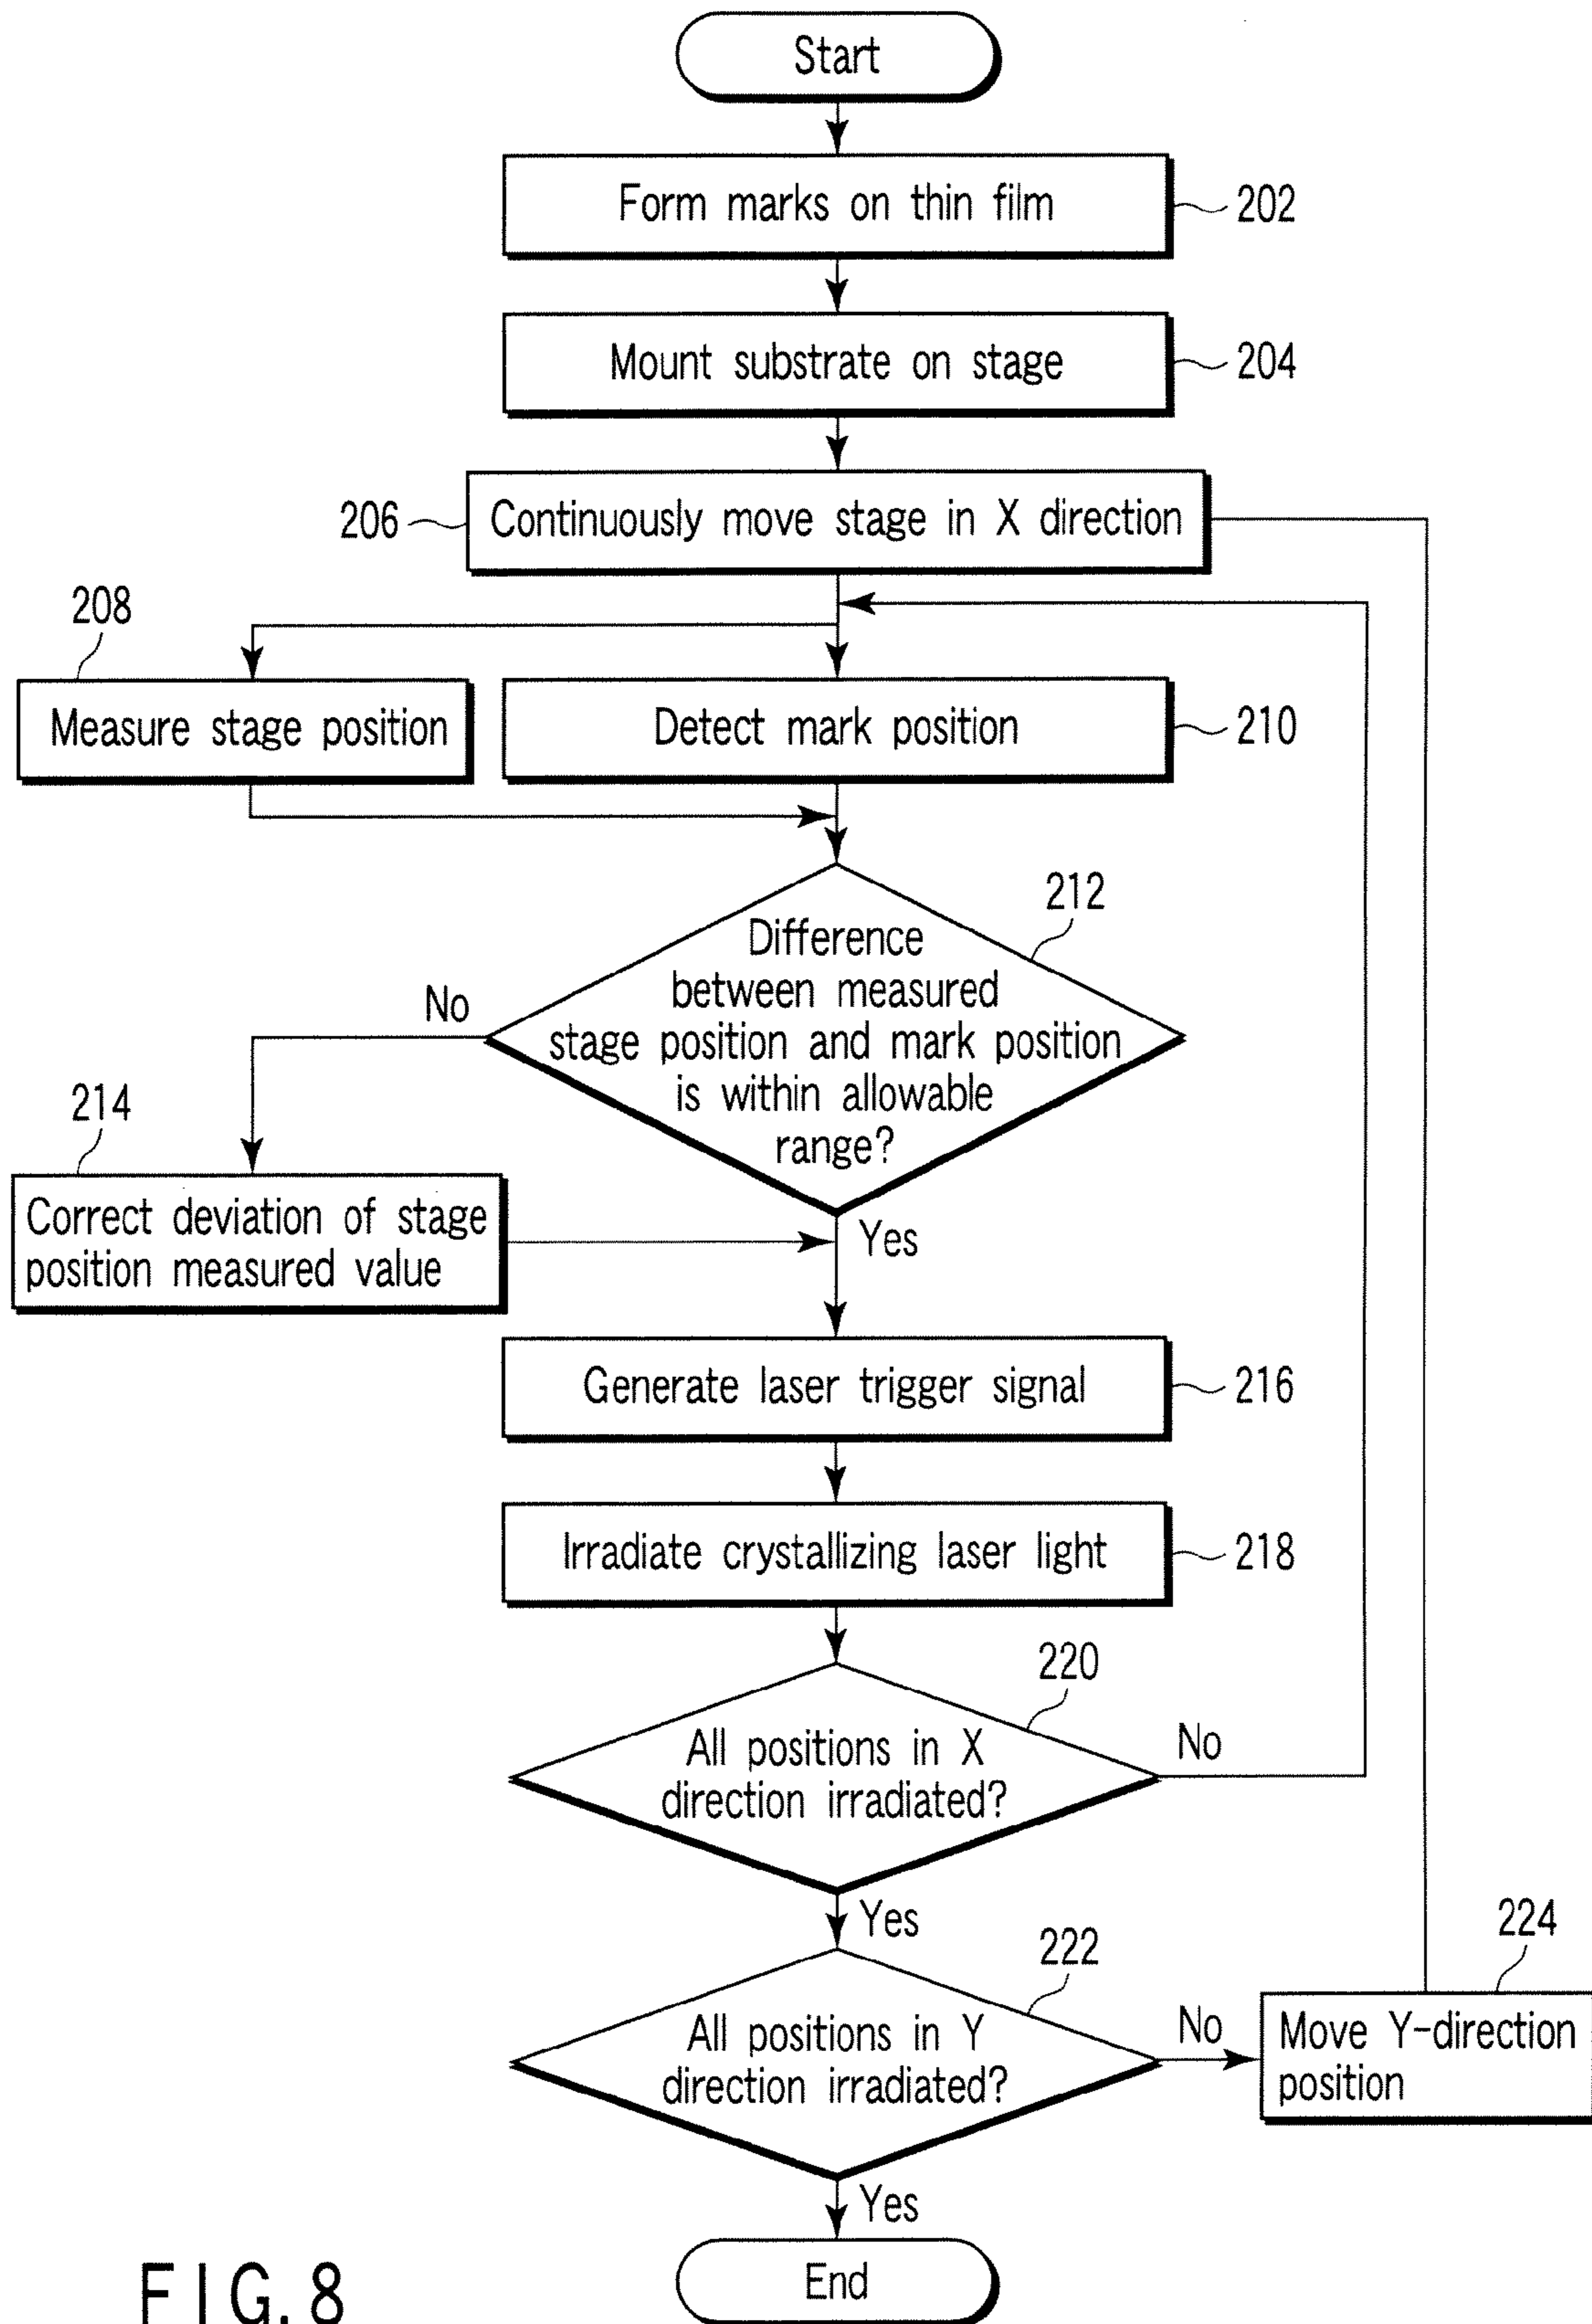 Start
Form marks on thin film
202
Mount substrate on stage
204
206
Continuously move stage in X direction
208
Measure stage position
Detect mark position
210
212
Difference
between measured
stage position and mark position
is within allowable
range?
No
214
Correct deviation of stage
position measured value
Yes
Generate laser trigger signal
216
Irradiate crystallizing laser light
218
220
All positions in X
direction irradiated?
No
Yes
222
224
All positions in Y
direction irradiated?
No
Move Y-direction
position
Yes
End
FIG. 8